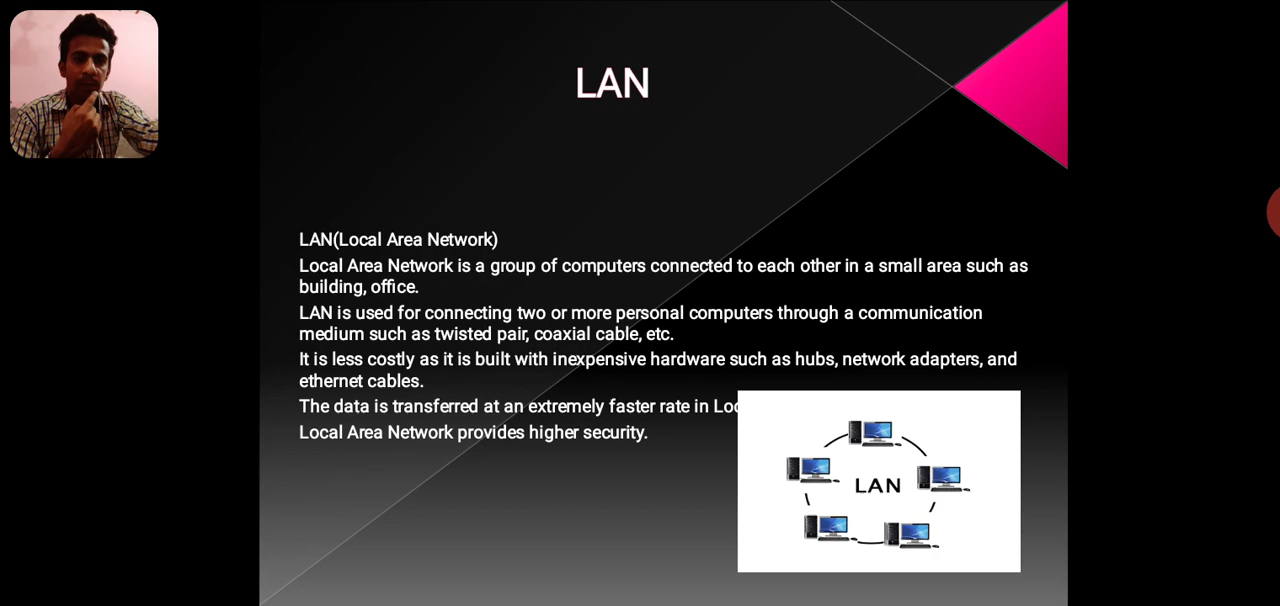 LAN
LAN(Local Area Network)
Local Area Network is a group of computers connected to each other in a small area such as
building, office.
LAN is used for connecting two or more personal computers through a communication
medium such as twisted pair, coaxial cable, etc.
It is less costly as it is built with inexpensive hardware such as hubs, network adapters, and
ethernet cables.
The data is transferred at an extremely faster rate in
Local Area Network provides higher security.
LAN